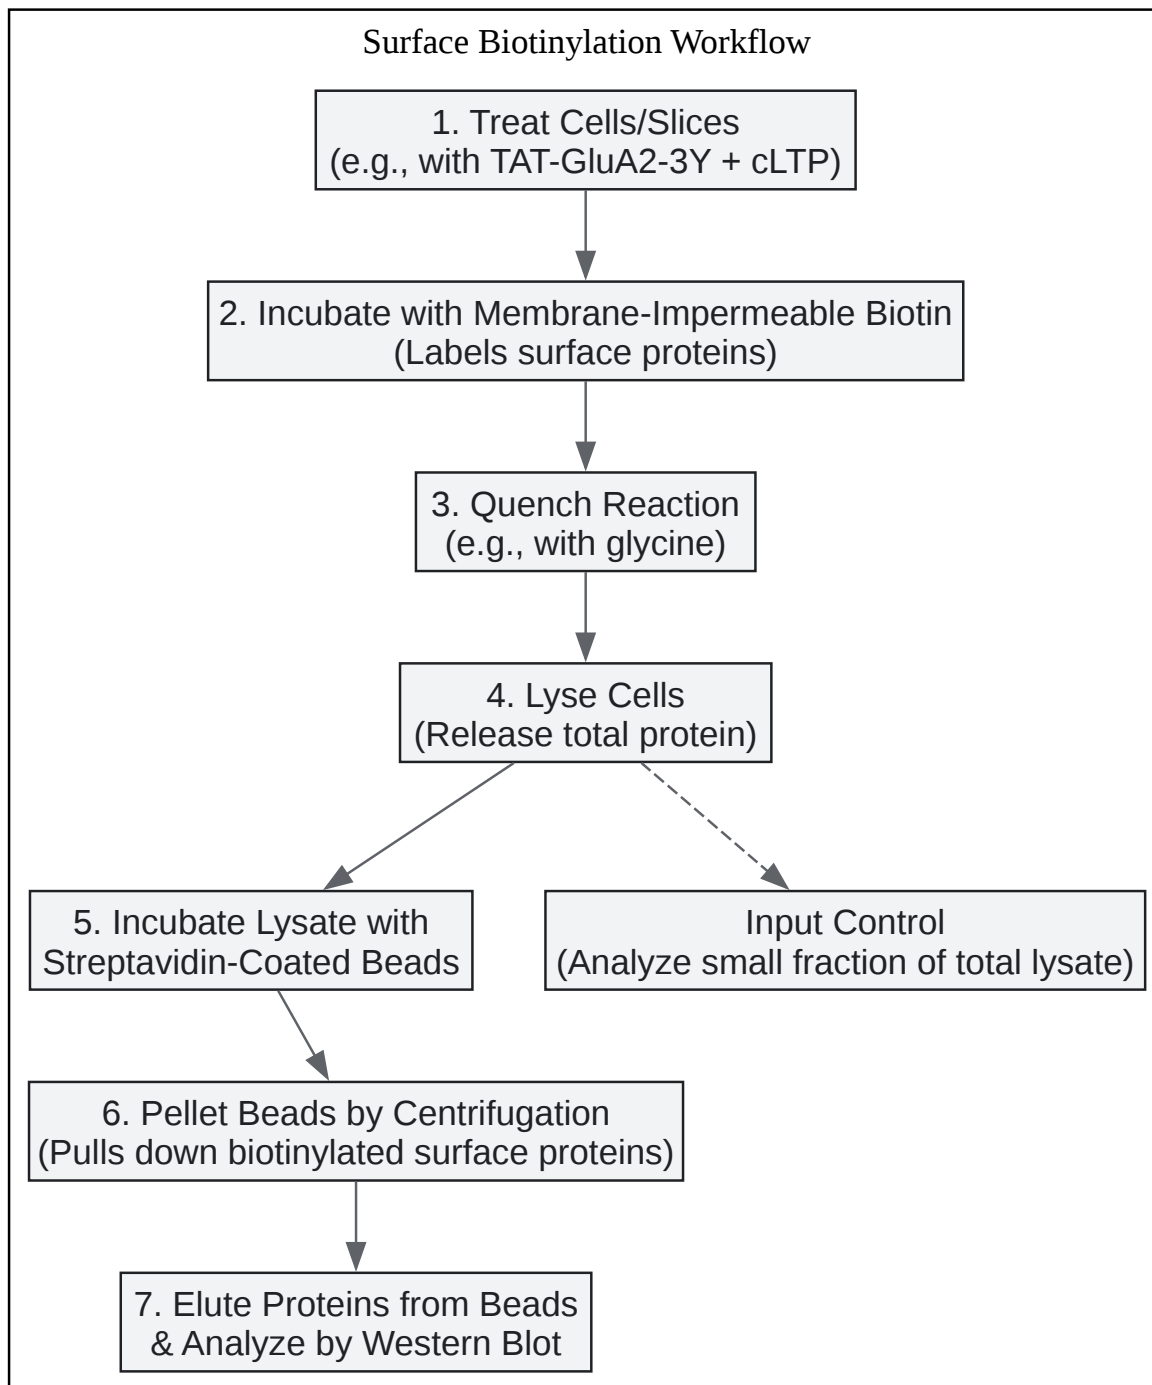 Surface Biotinylation Workflow
1. Treat Cells/Slices
(e.g., with TAT-GluA2-3Y + cLTP)
2. Incubate with Membrane-Impermeable Biotin
(Labels surface proteins)
3. Quench Reaction
(e.g., with glycine)
4. Lyse Cells
(Release total protein)
5. Incubate Lysate with
Streptavidin-Coated Beads
Input Control
(Analyze small fraction of total lysate)
6. Pellet Beads by Centrifugation
(Pulls down biotinylated surface proteins)
7. Elute Proteins from Beads
& Analyze by Western Blot